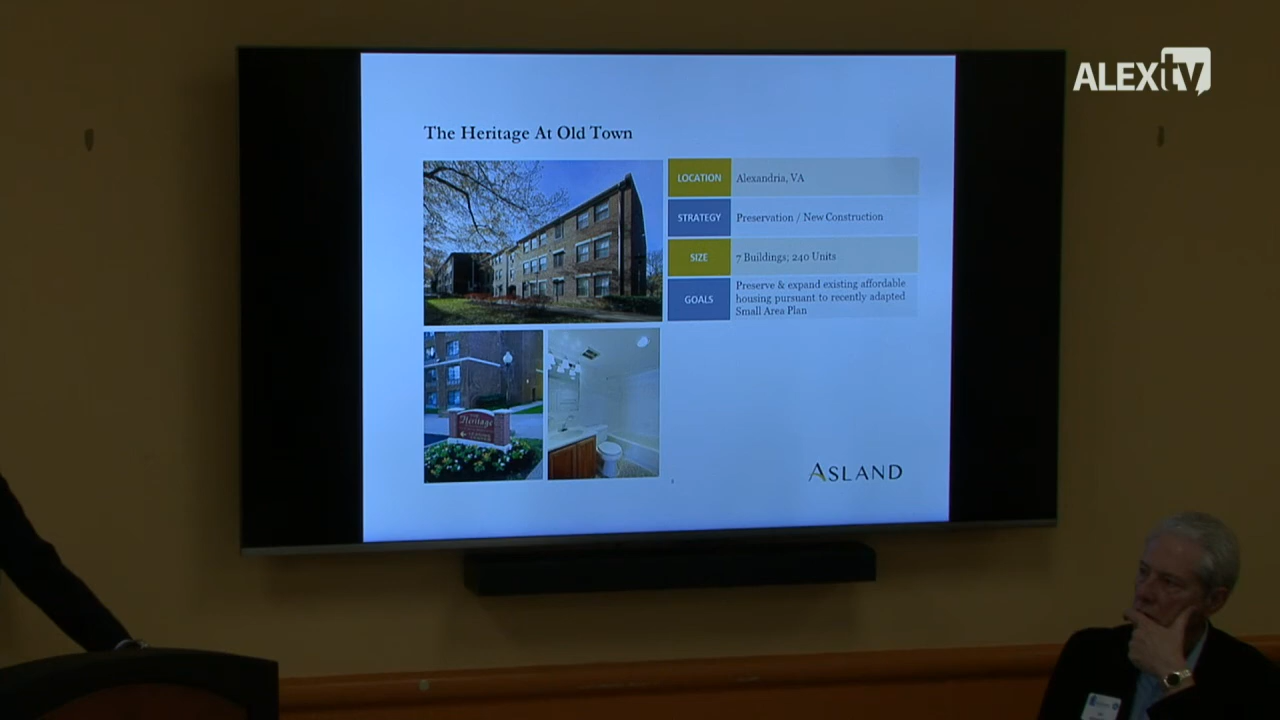 ALEXtv
The Heritage At Old Town
LOCATION Alexandria, VA
STRATEGY Preservation / New Construction
SIZE 7 Buildings; 240 Units
GOALS Preserve & expand existing affordable
housing pursuant to recently adapted
Small Area Plan
Heritage
ASLAND